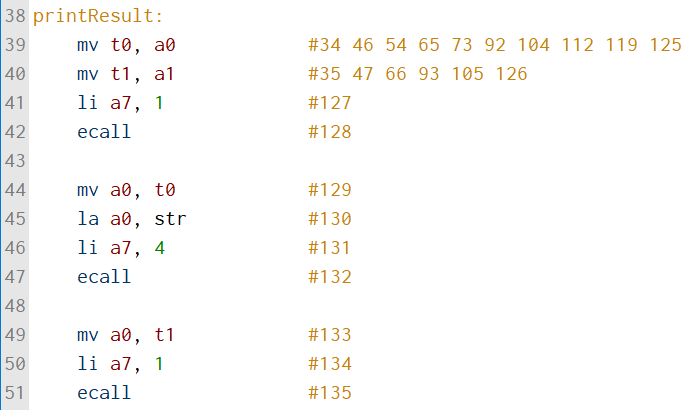 38 printResult:
39     mv t0, a0            #34 46 54 65 73 92 104 112 119 125
40     mv t1, a1            #35 47 66 93 105 126
41     li a7, 1             #127
42     ecall                #128
43
44     mv a0, t0            #129
45     la a0, str           #130
46     li a7, 4             #131
47     ecall                #132
48
49     mv a0, t1            #133
50     li a7, 1             #134
51     ecall                #135